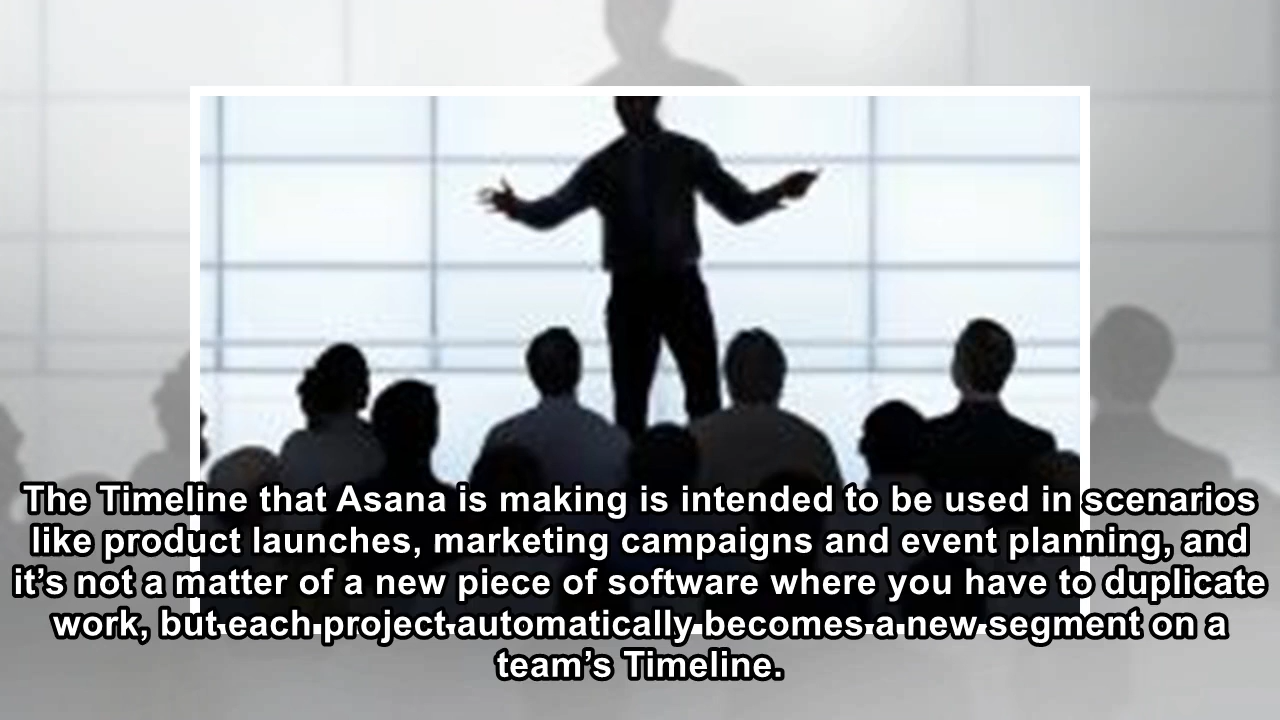 The Timeline that Asana is making is intended to be used in scenarios
like product launches, marketing campaigns and event planning, and
it’s not a matter of a new piece of software where you have to duplicate
work, but each project automatically becomes a new segment on a
team’s Timeline.